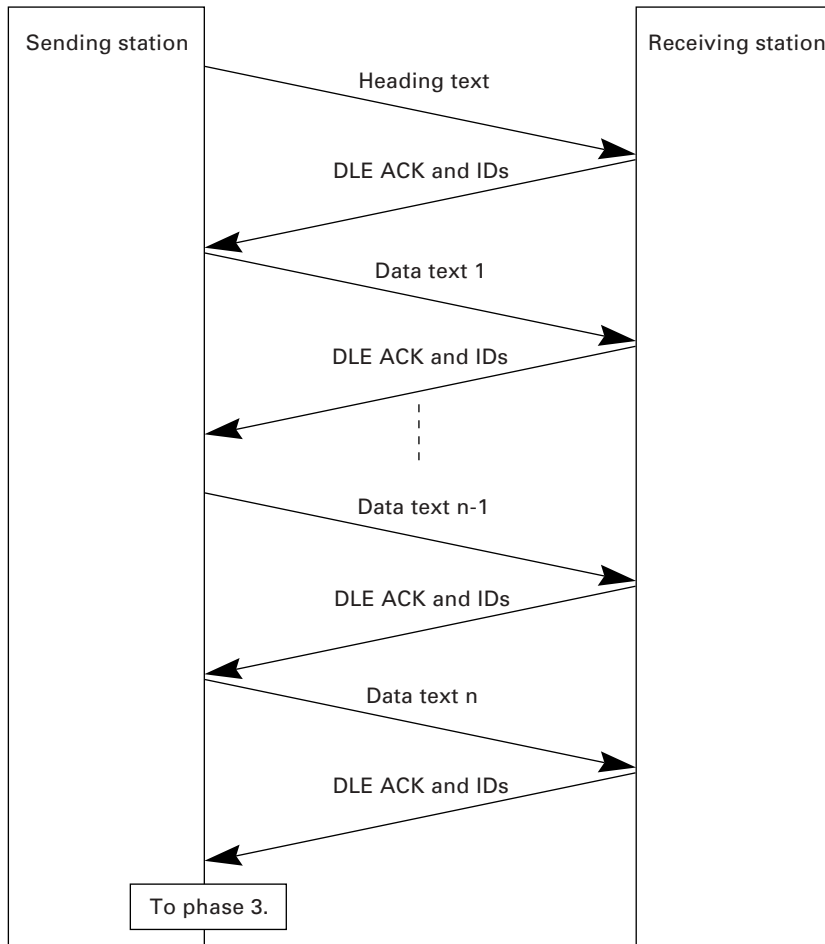 Sending station
Receiving station
Heading text
DLE ACK and IDs
Data text 1
DLE ACK and IDs
Data text n-1
DLE ACK and IDs
Data text n
DLE ACK and IDs
To phase 3.